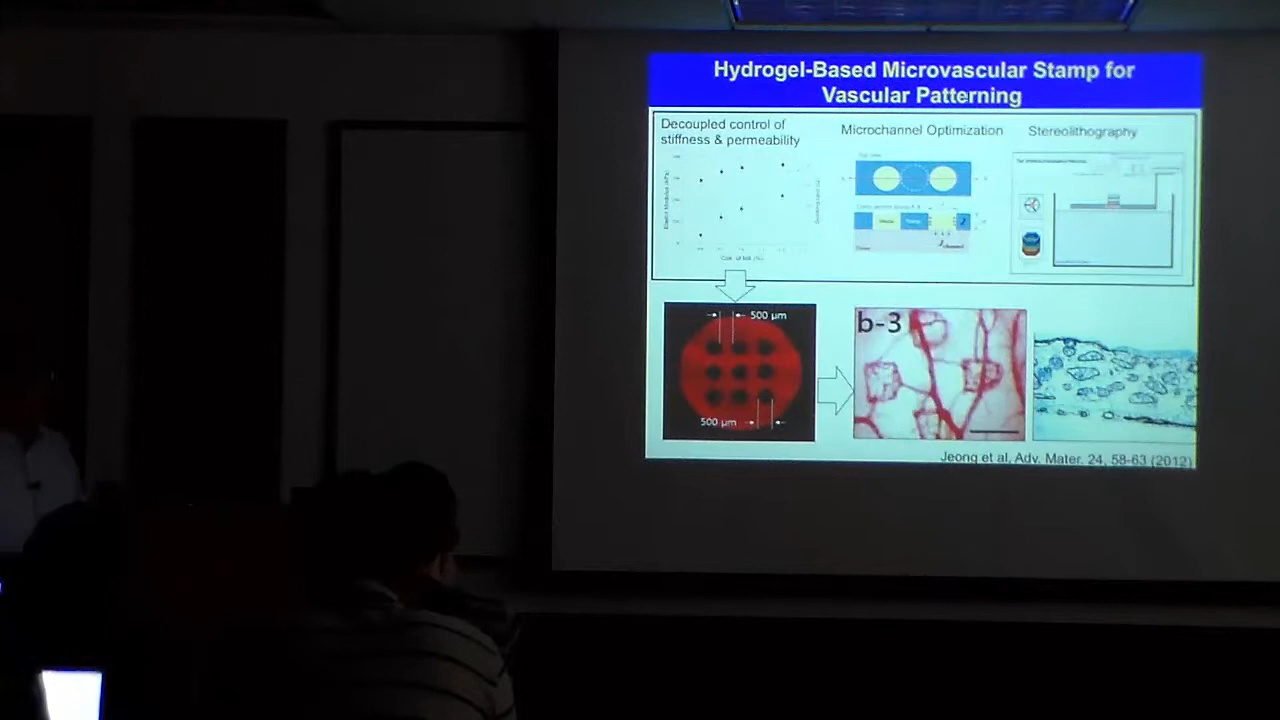 Hydrogel-Based Microvascular Stamp for
Vascular Patterning
Decoupled control of
stiffness & permeability
Microchannel Optimization
Stereolithography
500 μm
500 μm
b-3
Jeong et al, Adv. Mater. 24, 58-63 (2012)